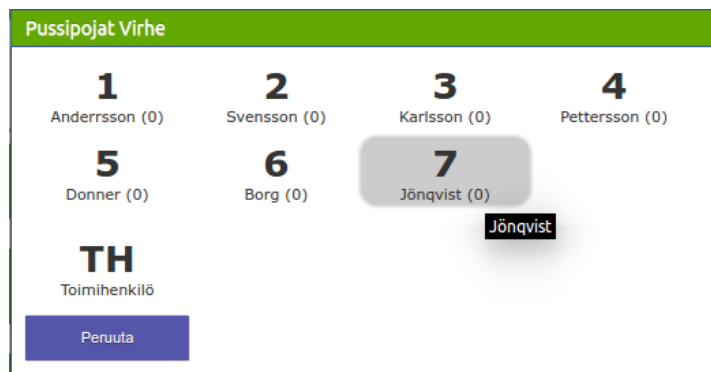 Pussipojat Virhe
1 2 3 4
Anderrsson (0) Svensson (0) Karlsson (0) Pettersson (0)
5 6 7
Donner (0) Borg (0) Jönqvist (0)
Jönqvist
TH
Toimihenkilö
Peruuta